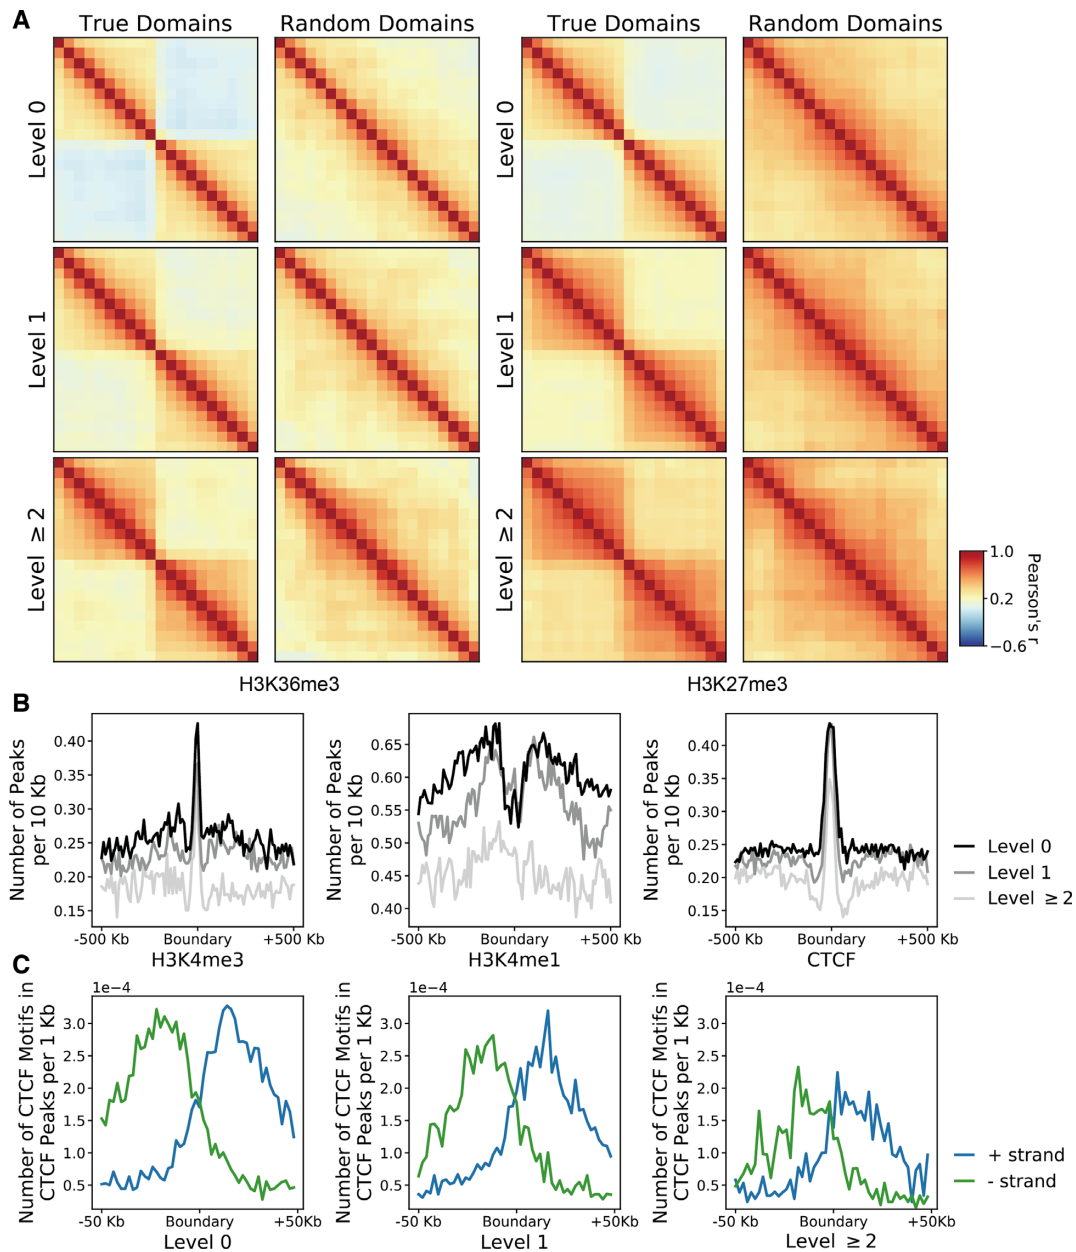 A
True Domains
Random Domains
True Domains
Random Domains
Level 0
Level 0
Level 1
Level 1
Level ≥2
Level ≥2
1.0
0.2
−0.6
Pearson's r
H3K36me3
H3K27me3
B
Number of Peaks
per 10 Kb
0.40
0.35
0.30
0.25
0.20
0.15
-500 Kb
Boundary
+500 Kb
H3K4me3
Number of Peaks
per 10 Kb
0.65
0.60
0.55
0.50
0.45
0.40
-500 Kb
Boundary
+500 Kb
H3K4me1
Number of Peaks
per 10 Kb
0.40
0.35
0.30
0.25
0.20
0.15
-500 Kb
Boundary
+500 Kb
CTCF
Level 0
Level 1
Level ≥2
C
Number of CTCF Motifs in
CTCF Peaks per 1 Kb
1e−4
3.0
2.5
2.0
1.5
1.0
0.5
-50 Kb
Boundary
+50Kb
Level 0
Number of CTCF Motifs in
CTCF Peaks per 1 Kb
1e−4
3.0
2.5
2.0
1.5
1.0
0.5
-50 Kb
Boundary
+50Kb
Level 1
Number of CTCF Motifs in
CTCF Peaks per 1 Kb
1e−4
3.0
2.5
2.0
1.5
1.0
0.5
-50 Kb
Boundary
+50Kb
Level ≥2
+ strand
- strand